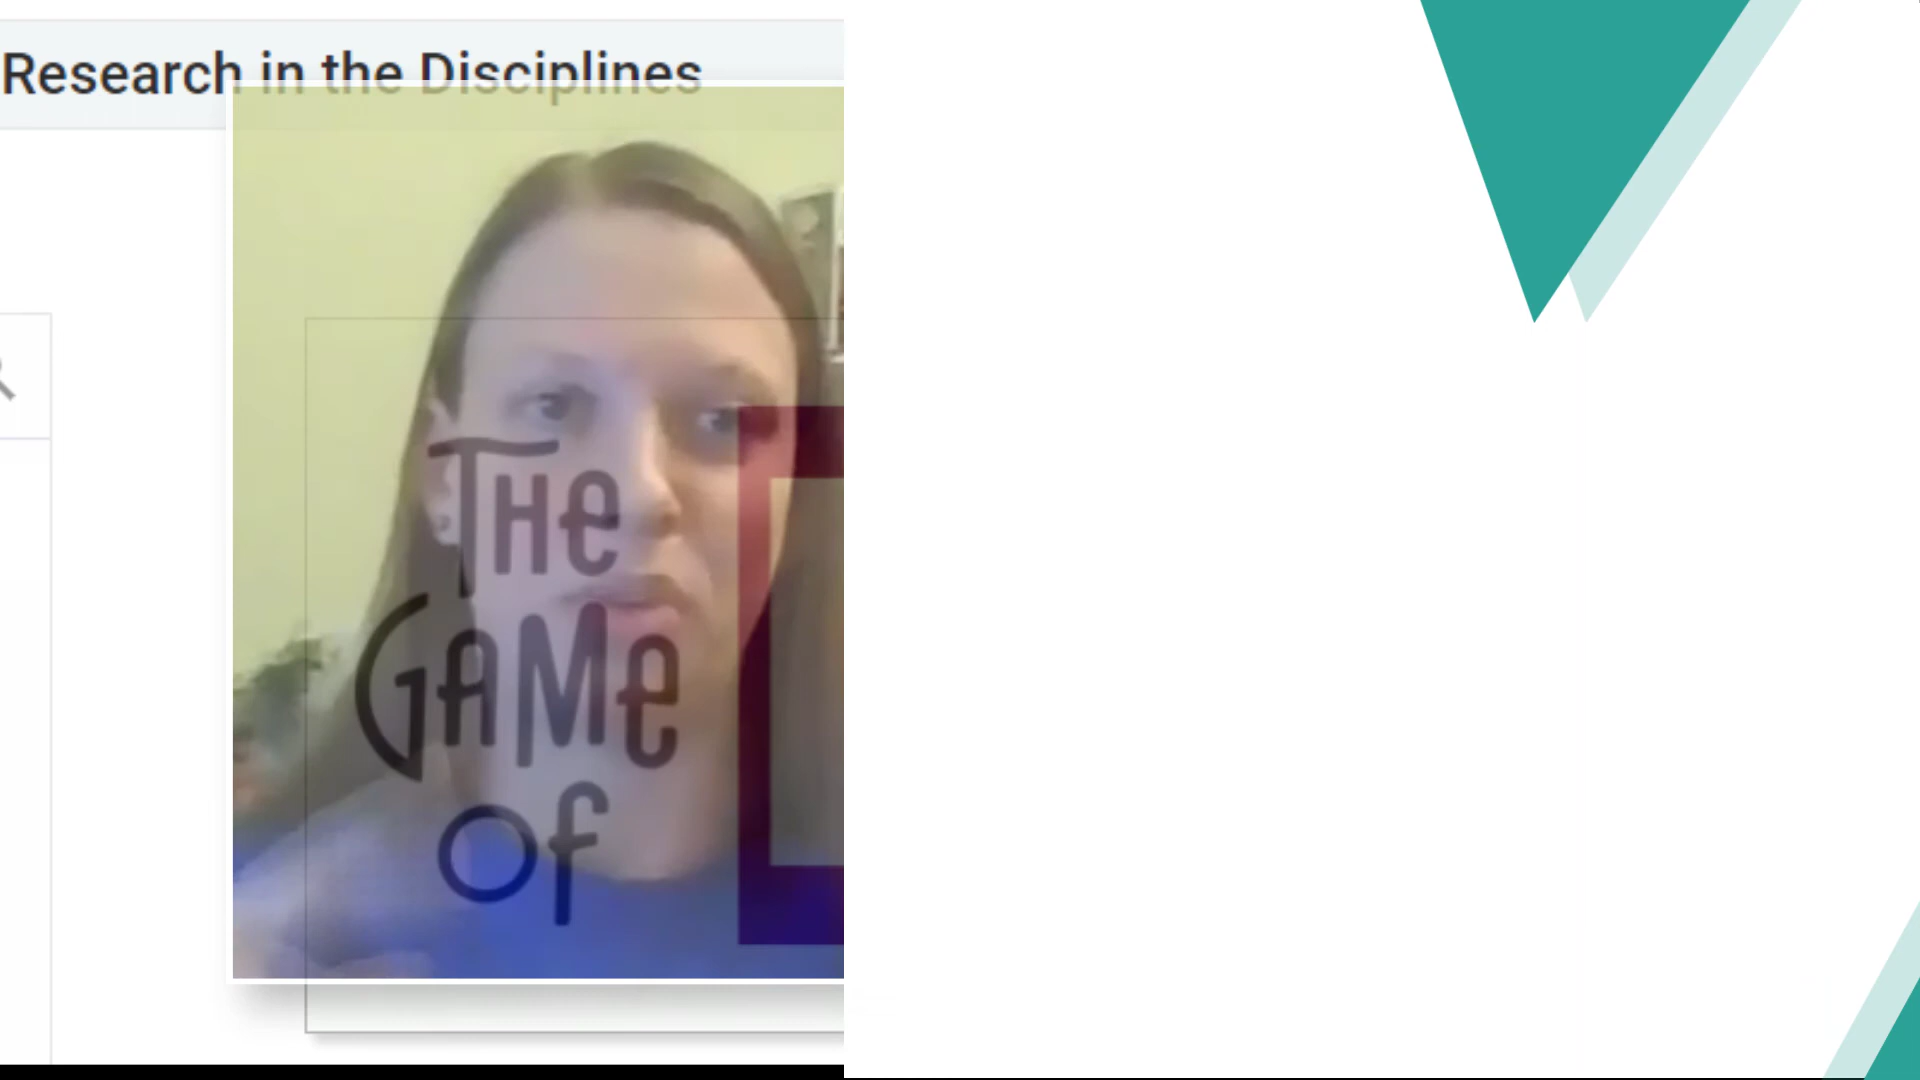 Research in the Disciplines
The
Game
of